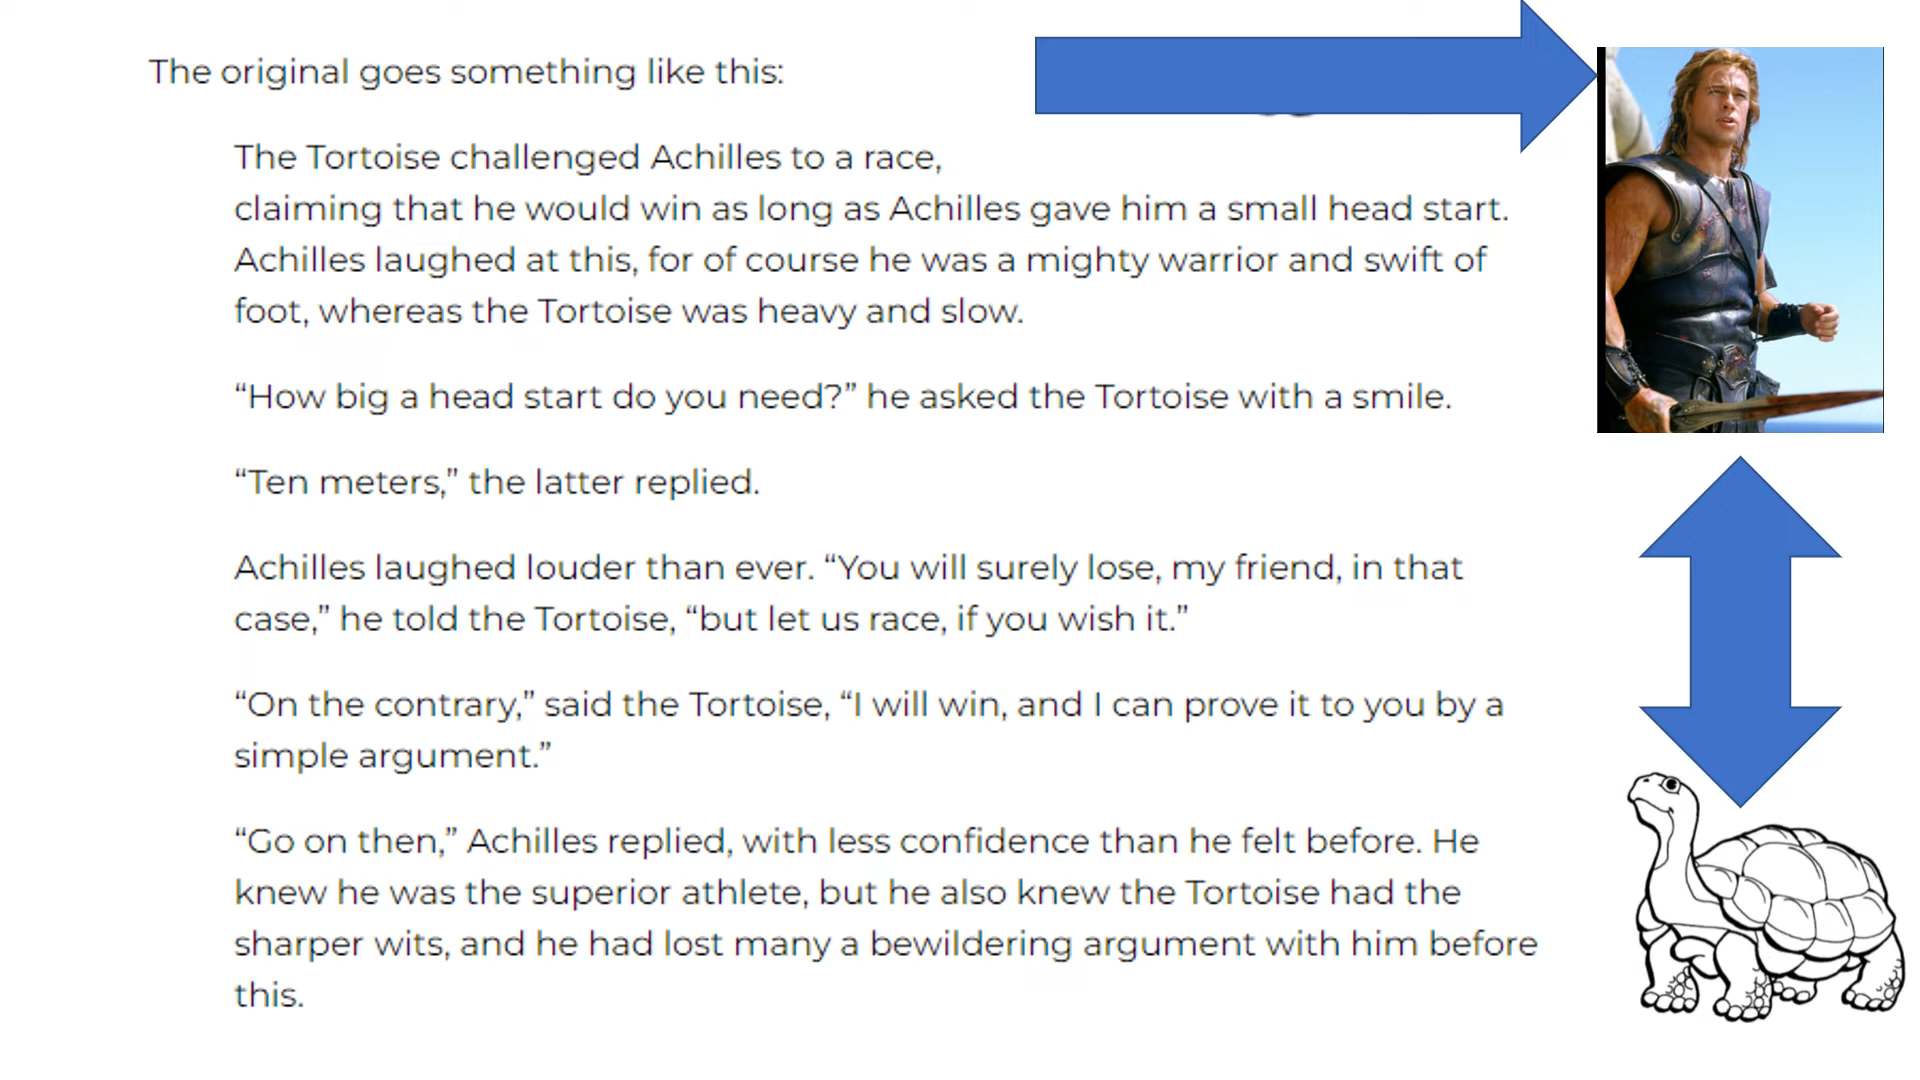 The original goes something like this:
The Tortoise challenged Achilles to a race,
claiming that he would win as long as Achilles gave him a small head start.
Achilles laughed at this, for of course he was a mighty warrior and swift of
foot, whereas the Tortoise was heavy and slow.
“How big a head start do you need?” he asked the Tortoise with a smile.
“Ten meters,” the latter replied.
Achilles laughed louder than ever. “You will surely lose, my friend, in that
case,” he told the Tortoise, “but let us race, if you wish it.”
“On the contrary,” said the Tortoise, “I will win, and I can prove it to you by a
simple argument.”
“Go on then,” Achilles replied, with less confidence than he felt before. He
knew he was the superior athlete, but he also knew the Tortoise had the
sharper wits, and he had lost many a bewildering argument with him before
this.